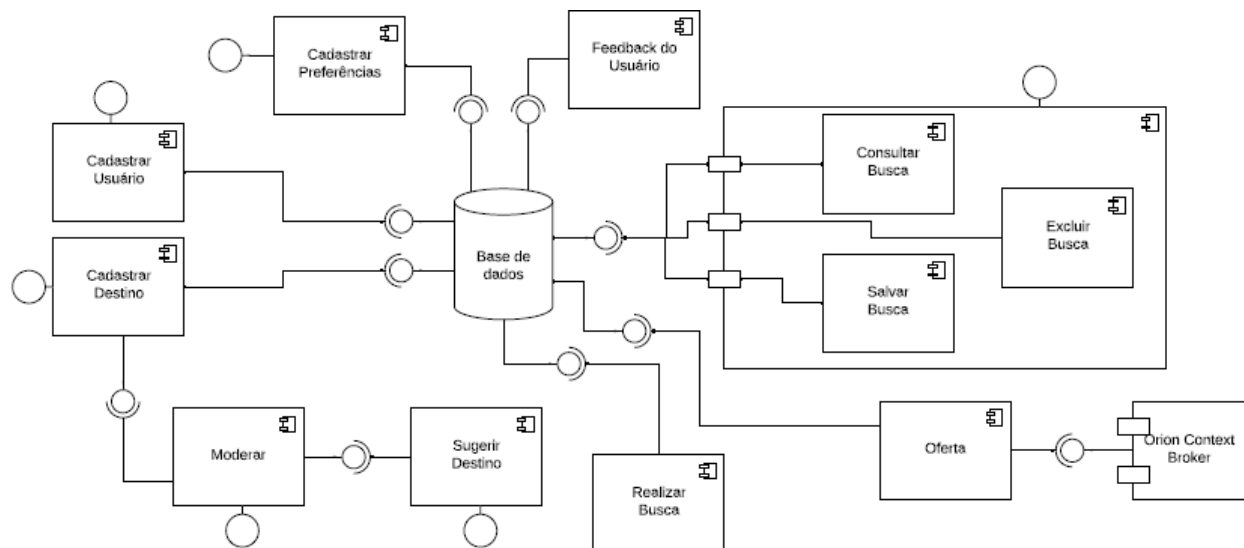 Cadastrar
Preferências
Feedback do
Usuário
Cadastrar
Usuário
Consultar
Busca
Excluir
Busca
Cadastrar
Destino
Base de
dados
Salvar
Busca
Moderar
Sugerir
Destino
Realizar
Busca
Oferta
Orion Context
Broker